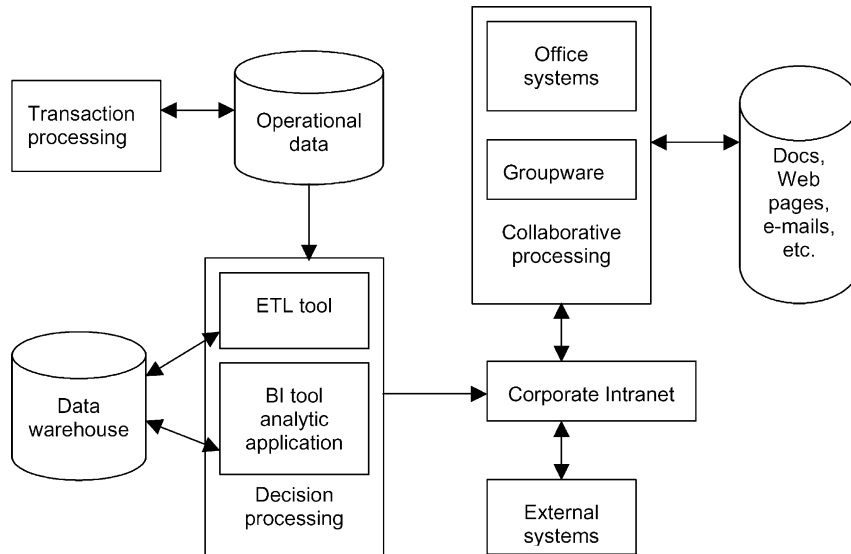 Transaction
processing
Operational
data
Office
systems
Groupware
Collaborative
processing
Docs,
Web
pages,
e-mails,
etc.
ETL tool
BI tool
analytic
application
Decision
processing
Data
warehouse
Corporate Intranet
External
systems